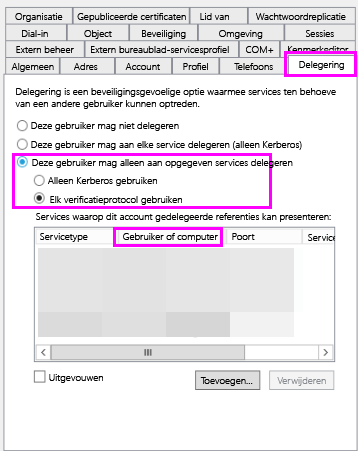 Organisatie Gepubliceerde certificaten Lid van Wachtwoordreplicatie
Dial-in Object Beveiliging Omgeving Sessies
Extern beheer Extern bureaublad-servicesprofiel COM+ Kenmerkeditor
Algemeen Adres Account Profiel Telefoons Delegering
Delegering is een beveiligingsgevoelige optie waarmee services ten behoeve
van een andere gebruiker kunnen optreden.
Deze gebruiker mag niet delegeren
Deze gebruiker mag aan elke service delegeren (alleen Kerberos)
Deze gebruiker mag alleen aan opgegeven services delegeren
Alleen Kerberos gebruiken
Elk verificatieprotocol gebruiken
Services waarop dit account gedelegeerde referenties kan presenteren:
Servicetype Gebruiker of computer Poort Service
Uitgevouwen Toevoegen... Verwijderen